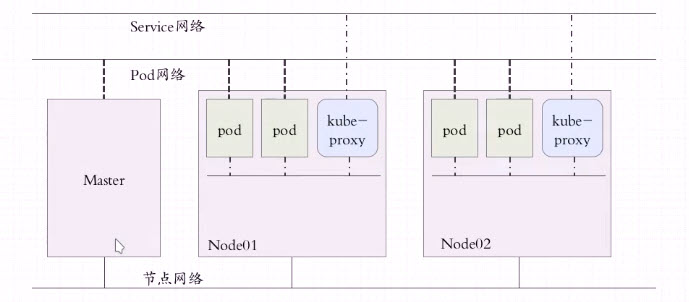 Service网络
Pod网络
Master
pod
pod
kube-
proxy
Node01
pod
pod
kube-
proxy
Node02
节点网络